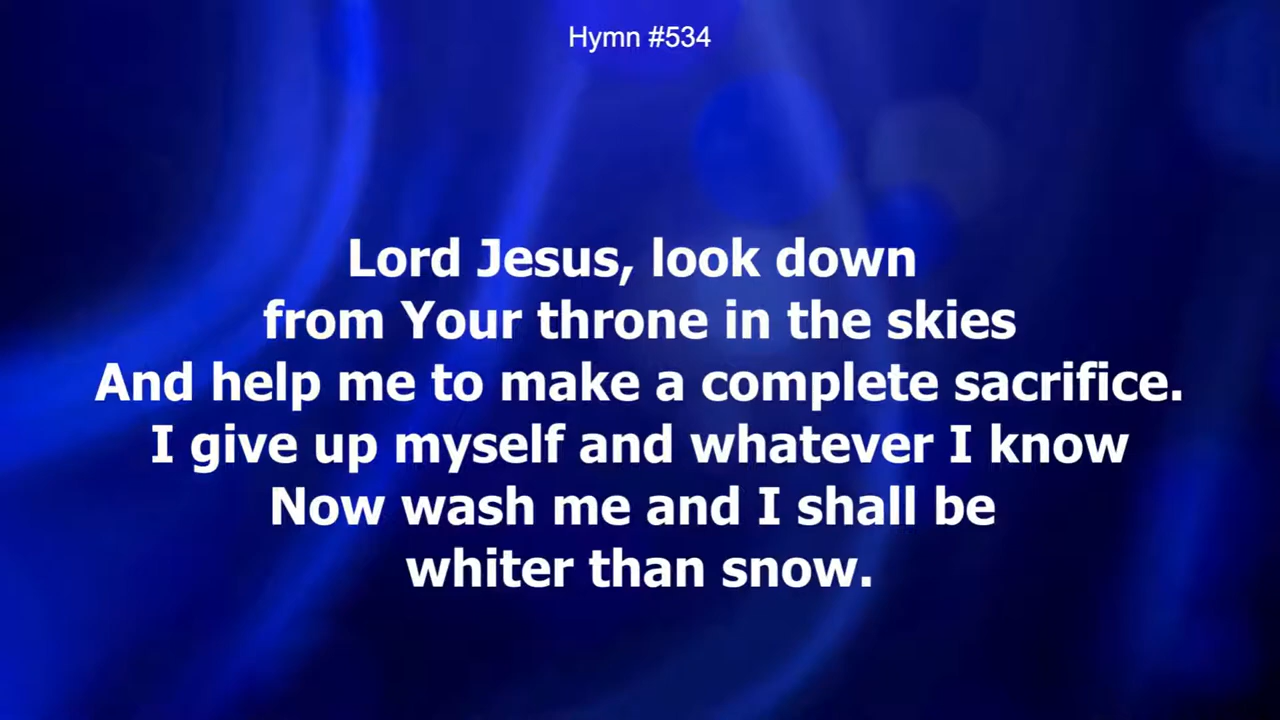 Hymn #534
Lord Jesus, look down
from Your throne in the skies
And help me to make a complete sacrifice.
I give up myself and whatever I know
Now wash me and I shall be
whiter than snow.